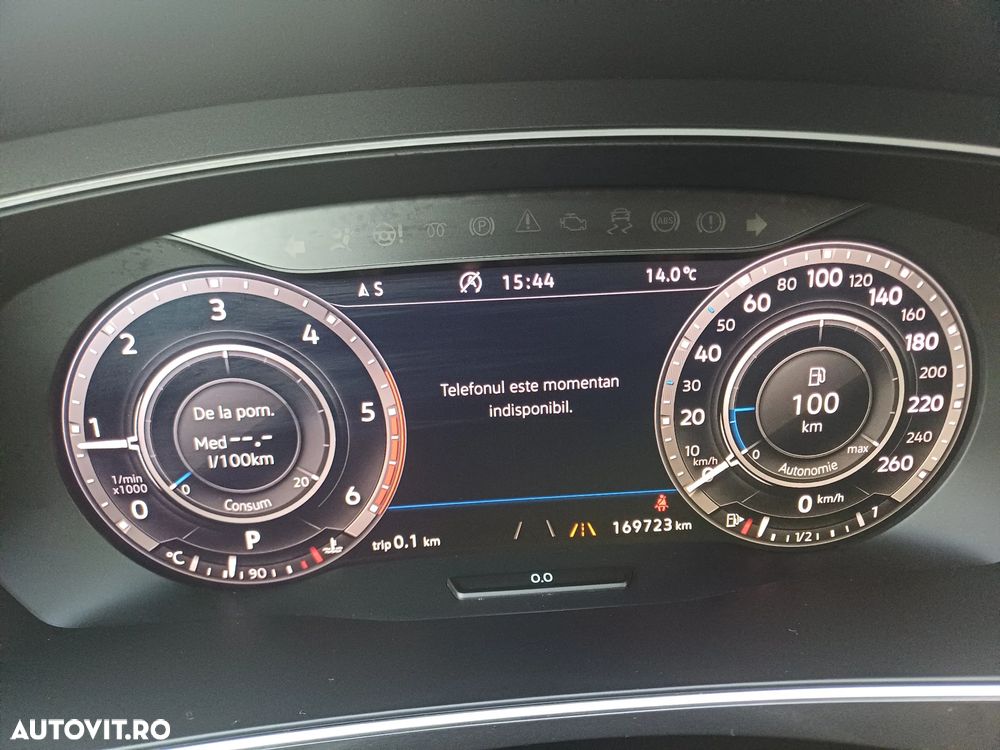 S 15:44 14.0°C
P ABS
1 2 3 4 5 6 0
1/min
x1000
De la porn.
Med --.-
l/100km
0 20
Consum
P
°C 90
Telefonul este momentan
indisponibil.
trip 0.1 km 169723 km
0.0
10 20 30 40 50 60 80 100 120 140 160 180 200 220 240 260
km/h
100
km
0 max
Autonomie
0 km/h
1/2 1
AUTOVIT.RO